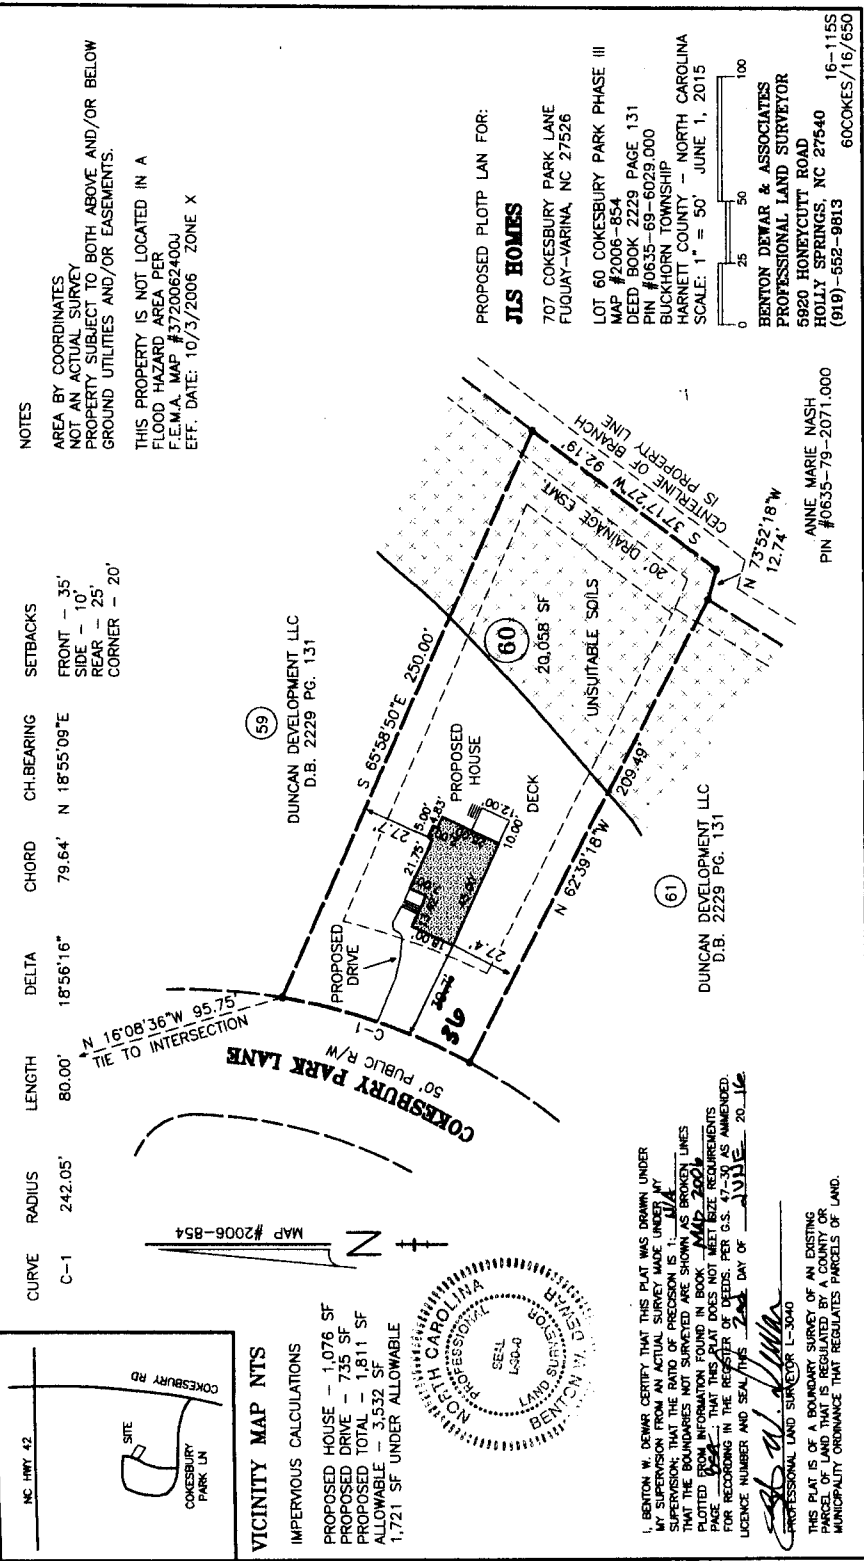 NC HWY 42
SITE
COKESBURY RD
COKESBURY
PARK LN
VICINITY MAP NTS
IMPERVIOUS CALCULATIONS
PROPOSED HOUSE - 1,076 SF
PROPOSED DRIVE - 735 SF
PROPOSED TOTAL - 1,811 SF
ALLOWABLE - 3,532 SF
1,721 SF UNDER ALLOWABLE
CURVE RADIUS LENGTH DELTA CHORD CH.BEARING
C-1 242.05' 80.00' 18°56'16" 79.64' N 18°55'09"E
SETBACKS
FRONT - 35'
SIDE - 10'
REAR - 25'
CORNER - 20'
NOTES
AREA BY COORDINATES
NOT AN ACTUAL SURVEY
PROPERTY SUBJECT TO BOTH ABOVE AND/OR BELOW
GROUND UTILITIES AND/OR EASEMENTS.
THIS PROPERTY IS NOT LOCATED IN A
FLOOD HAZARD AREA PER
F.E.M.A. MAP #3720062400J
EFF. DATE: 10/3/2006 ZONE X
MAP #2006-854
N
N 16°08'36"W 95.75'
TIE TO INTERSECTION
COKESBURY PARK LANE
50' PUBLIC R/W
C-1
59
DUNCAN DEVELOPMENT LLC
D.B. 2229 PG. 131
S 65°58'50"E 250.00'
PROPOSED
DRIVE
27.7'
21.75'
5.00'
4.83'
18.00'
PROPOSED
HOUSE
12.00'
DECK
10.00'
27.4'
36
60
20,058 SF
UNSUITABLE SOILS
20' DRAINAGE ESMT.
S 37°17'27"W 92.19'
CENTERLINE OF BRANCH
IS PROPERTY LINE
N 73°52'18"W
12.74'
N 62°39'18"W 209.49'
61
DUNCAN DEVELOPMENT LLC
D.B. 2229 PG. 131
ANNE MARIE NASH
PIN #0635-79-2071.000
NORTH CAROLINA
PROFESSIONAL
SEAL
LAND SURVEYOR
BENTON W. DEWAR
I, BENTON W. DEWAR CERTIFY THAT THIS PLAT WAS DRAWN UNDER
MY SUPERVISION FROM AN ACTUAL SURVEY MADE UNDER MY
SUPERVISION; THAT THE RATIO OF PRECISION IS 1: N/A
THAT THE BOUNDARIES NOT SURVEYED ARE SHOWN AS BROKEN LINES
PLOTTED FROM INFORMATION FOUND IN BOOK MAP 2006
PAGE 854; THAT THIS PLAT DOES NOT MEET SIZE REQUIREMENTS
FOR RECORDING IN THE REGISTER OF DEEDS. PER G.S. 47-30 AS AMMENDED.
LICENCE NUMBER AND SEAL THIS 2nd DAY OF JUNE 20 16
PROFESSIONAL LAND SURVEYOR L-3040
THIS PLAT IS OF A BOUNDARY SURVEY OF AN EXISTING
PARCEL OF LAND THAT IS REGULATED BY A COUNTY OR
MUNICIPALITY ORDINANCE THAT REGULATES PARCELS OF LAND.
PROPOSED PLOTP LAN FOR:
JLS HOMES
707 COKESBURY PARK LANE
FUQUAY-VARINA, NC 27526
LOT 60 COKESBURY PARK PHASE III
MAP #2006-854
DEED BOOK 2229 PAGE 131
PIN #0635-69-6029.000
BUCKHORN TOWNSHIP
HARNETT COUNTY - NORTH CAROLINA
SCALE: 1" = 50' JUNE 1, 2015
0 25 50 100
BENTON DEWAR & ASSOCIATES
PROFESSIONAL LAND SURVEYOR
5920 HONEYCUTT ROAD
HOLLY SPRINGS, NC 27540
(919)-552-9813
16-115S
60COKES/16/650